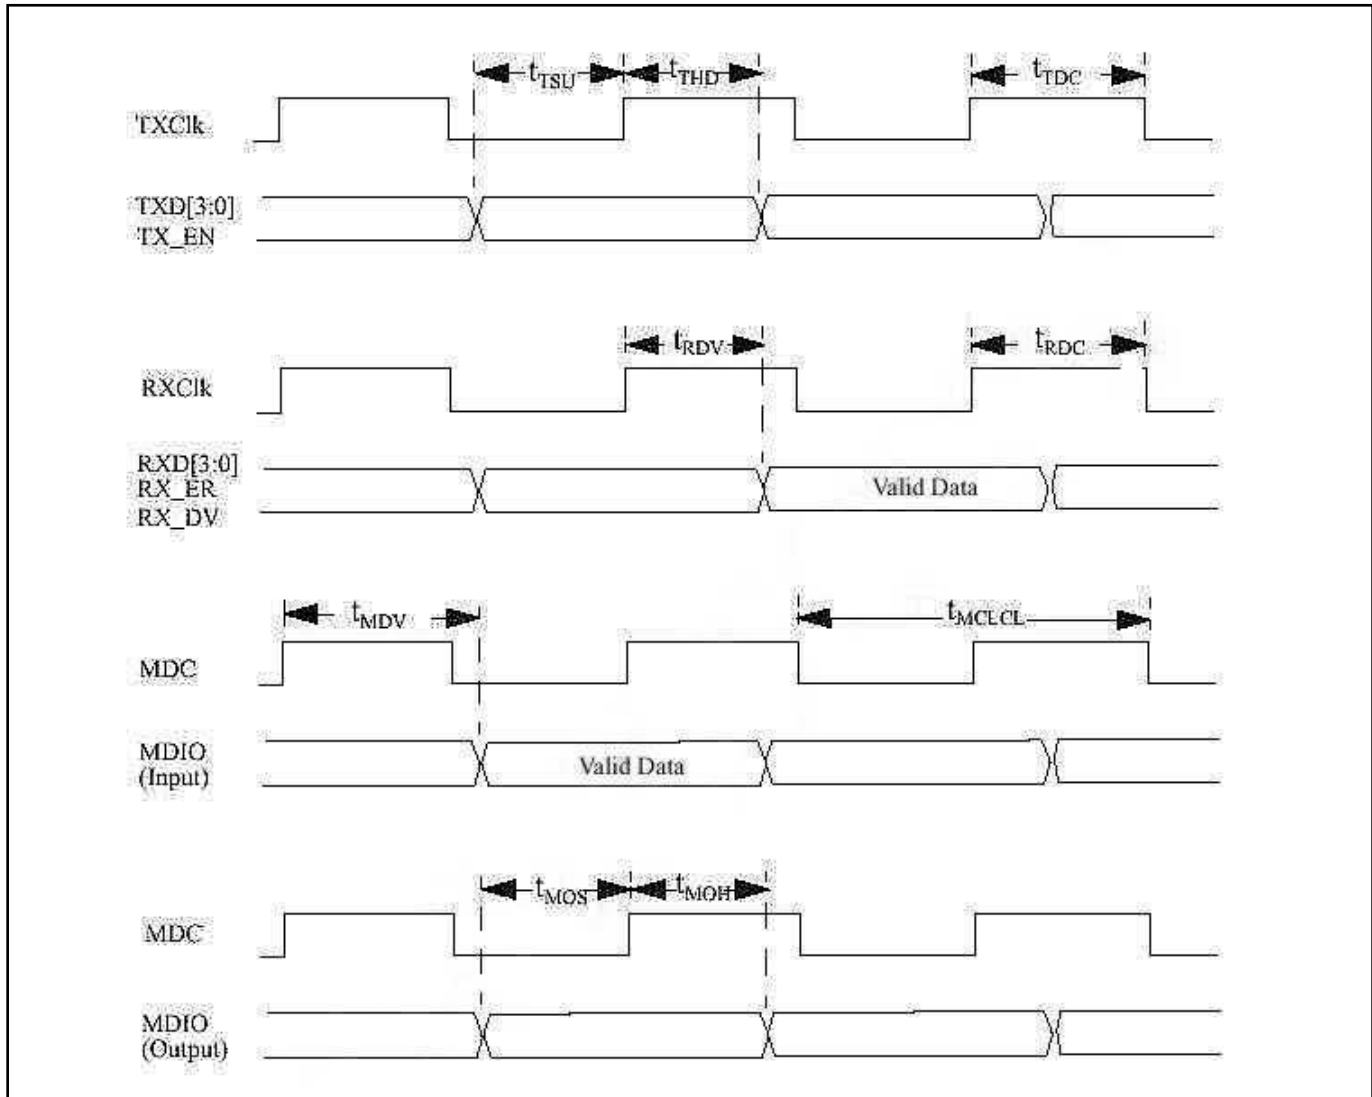 tTSU tTHD tTDC
TXClk
TXD[3:0]
TX_EN
tRDV tRDC
RXClk
RXD[3:0]
RX_ER
RX_DV
Valid Data
tMDV tMCLCL
MDC
MDIO
(Input)
Valid Data
tMOS tMOH
MDC
MDIO
(Output)